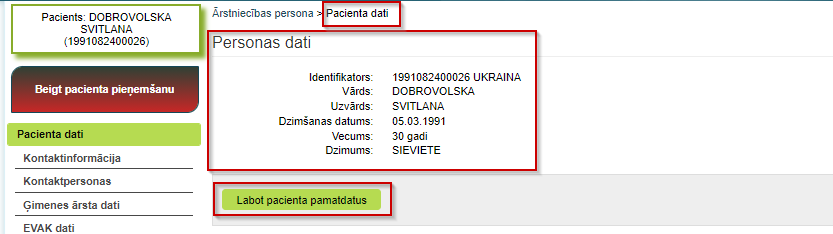 Pacients: DOBROVOLSKA
SVITLANA
(1991082400026)
Beigt pacienta pieņemšanu
Pacienta dati
Kontaktinformācija
Kontaktpersonas
Ģimenes ārsta dati
EVAK dati
Ārstniecības persona > Pacienta dati
Personas dati
Identifikators: 1991082400026 UKRAINA
Vārds: DOBROVOLSKA
Uzvārds: SVITLANA
Dzimšanas datums: 05.03.1991
Vecums: 30 gadi
Dzimums: SIEVIETE
Labot pacienta pamatdatus